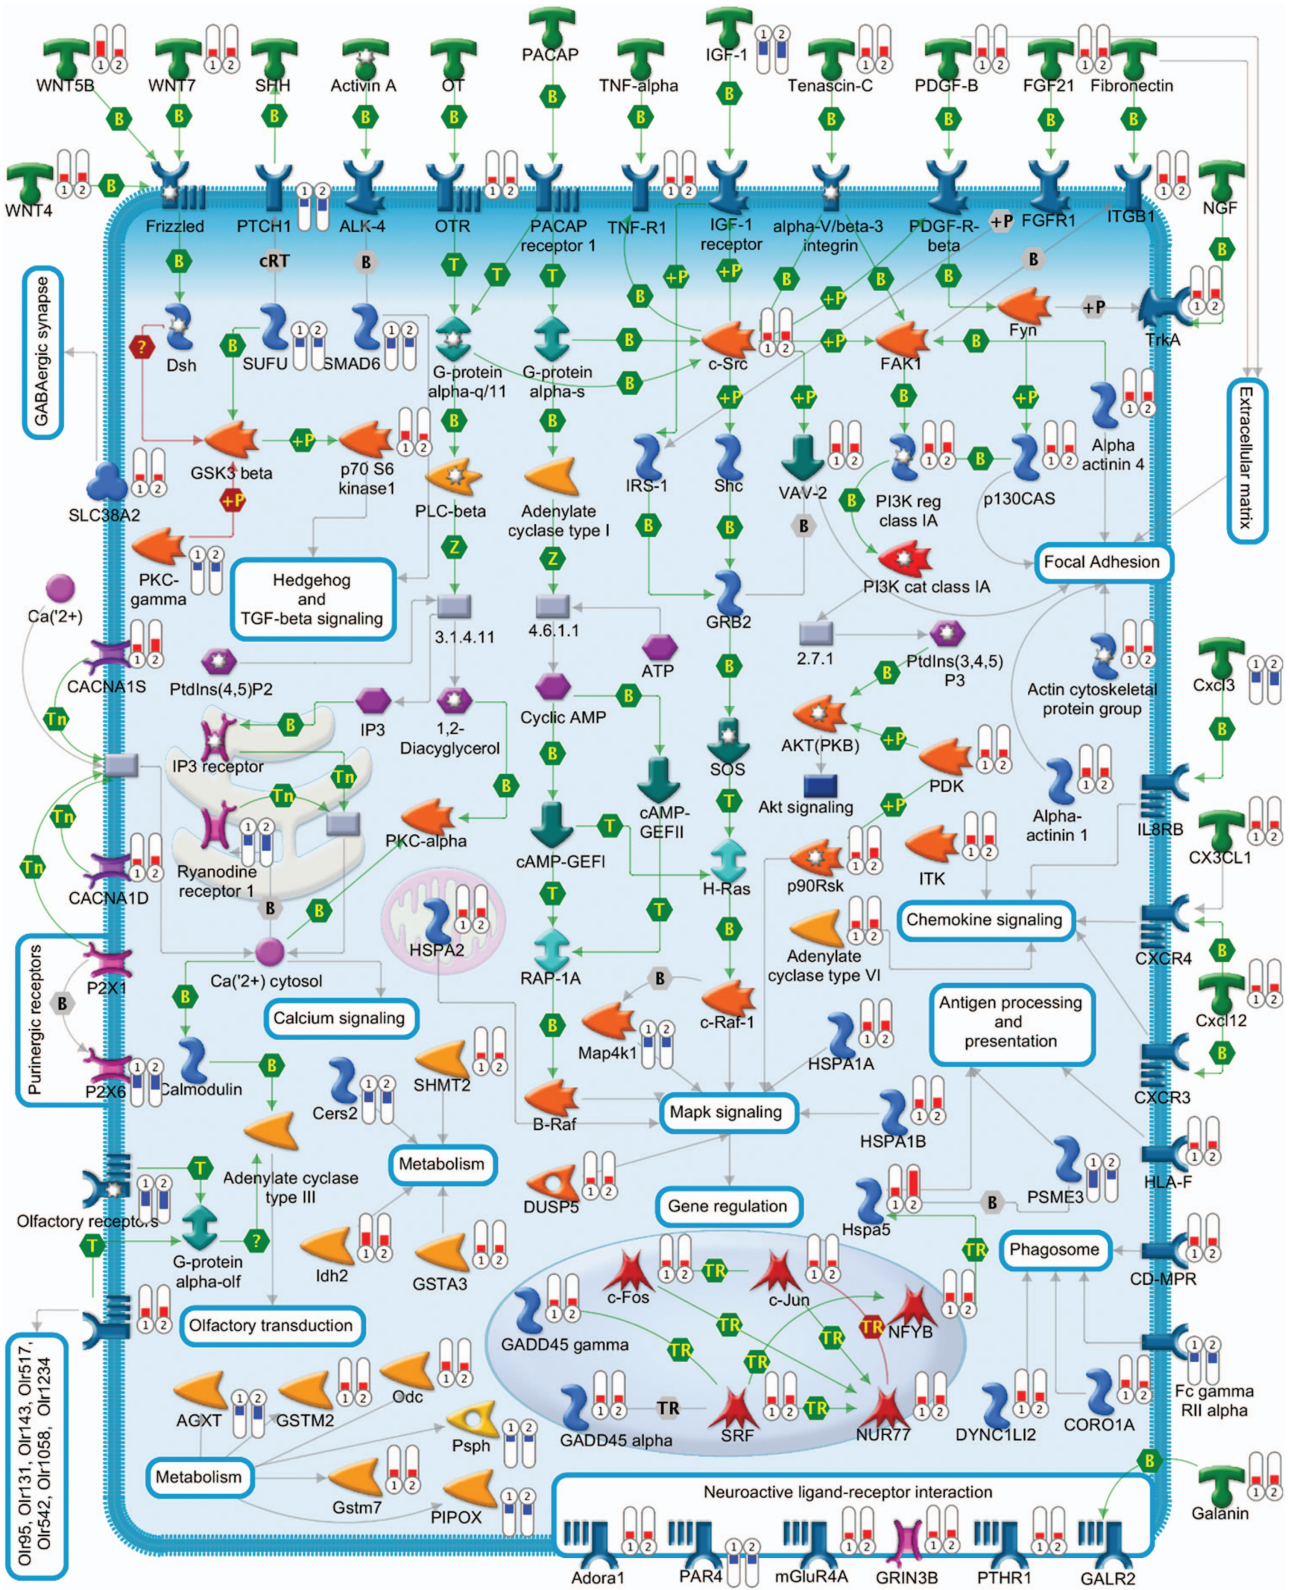 PACAP
IGF-1
WNT5B
WNT7
SHH
Activin A
OT
TNF-alpha
Tenascin-C
PDGF-B
FGF21
Fibronectin
WNT4
Frizzled
PTCH1
ALK-4
OTR
PACAP
receptor 1
TNF-R1
IGF-1
receptor
alpha-V/beta-3
integrin
PDGF-R-
beta
FGFR1
ITGB1
NGF
GABAergic synapse
cRT
Dsh
SUFU
SMAD6
G-protein
alpha-q/11
G-protein
alpha-s
c-Src
FAK1
Fyn
TrkA
Extracellular matrix
GSK3 beta
p70 S6
kinase1
PLC-beta
Adenylate
cyclase type I
IRS-1
Shc
VAV-2
PI3K reg
class IA
p130CAS
Alpha
actinin 4
SLC38A2
PKC-
gamma
Hedgehog
and
TGF-beta signaling
PI3K cat class IA
Focal Adhesion
Ca('2+)
3.1.4.11
4.6.1.1
GRB2
2.7.1
ATP
PtdIns(3,4,5)
P3
CACNA1S
PtdIns(4,5)P2
IP3
1,2-
Diacyglycerol
Cyclic AMP
Actin cytoskeletal
protein group
Cxcl3
IP3 receptor
SOS
AKT(PKB)
PDK
Akt signaling
cAMP-
GEFII
Alpha-
actinin 1
IL8RB
PKC-alpha
cAMP-GEFI
Ryanodine
receptor 1
H-Ras
p90Rsk
ITK
CX3CL1
CACNA1D
HSPA2
Chemokine signaling
CXCR4
Adenylate
cyclase type VI
Purinergic receptors
P2X1
P2X6
Ca('2+) cytosol
RAP-1A
c-Raf-1
Calcium signaling
Map4k1
Antigen processing
and
presentation
Cxcl12
CXCR3
Calmodulin
Cers2
SHMT2
B-Raf
Mapk signaling
HSPA1A
HSPA1B
Metabolism
Adenylate cyclase
type III
DUSP5
Gene regulation
Hspa5
PSME3
HLA-F
Olfactory receptors
G-protein
alpha-olf
Idh2
GSTA3
Phagosome
CD-MPR
Olfactory transduction
c-Fos
c-Jun
NFYB
GADD45 gamma
GADD45 alpha
SRF
NUR77
DYNC1LI2
CORO1A
Fc gamma
RII alpha
Olr95, Olr131, Olr143, Olr517,
Olr542, Olr1058, Olr1234
AGXT
GSTM2
Odc
Psph
Metabolism
Gstm7
PIPOX
Neuroactive ligand-receptor interaction
Galanin
Adora1
PAR4
mGluR4A
GRIN3B
PTHR1
GALR2